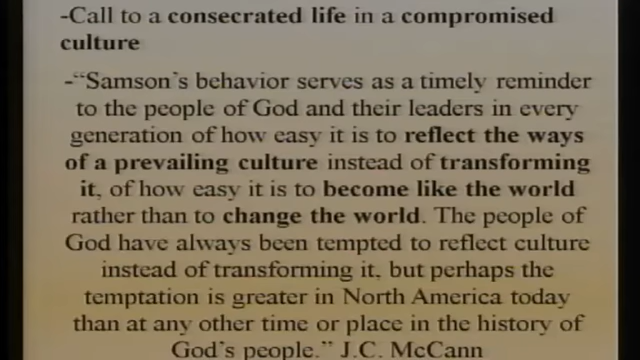 -Call to a consecrated life in a compromised
culture
-“Samson’s behavior serves as a timely reminder
to the people of God and their leaders in every
generation of how easy it is to reflect the ways
of a prevailing culture instead of transforming
it, of how easy it is to become like the world
rather than to change the world. The people of
God have always been tempted to reflect culture
instead of transforming it, but perhaps the
temptation is greater in North America today
than at any other time or place in the history of
God’s people.” J.C. McCann